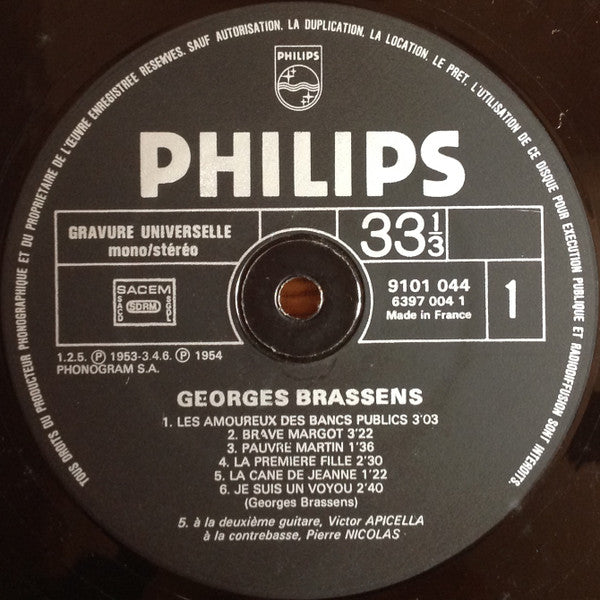 TOUS DROITS DU PRODUCTEUR PHONOGRAPHIQUE ET DU PROPRIETAIRE DE L'ŒUVRE ENREGISTREE RESERVES. SAUF AUTORISATION, LA DUPLICATION, LA LOCATION, LE PRET, L'UTILISATION DE CE DISQUE POUR EXECUTION PUBLIQUE ET RADIODIFFUSION SONT INTERDITS.
PHILIPS
PHILIPS
GRAVURE UNIVERSELLE
mono/stéréo
33 1/3
SACEM
SACD
SDRM
SGDL
9101 044
6397 004 1
Made in France
1
1.2.5. Ⓟ 1953-3.4.6. Ⓟ 1954
PHONOGRAM S.A.
GEORGES BRASSENS
1. LES AMOUREUX DES BANCS PUBLICS 3'03
2. BRAVE MARGOT 3'22
3. PAUVRE MARTIN 1'36
4. LA PREMIERE FILLE 2'30
5. LA CANE DE JEANNE 1'22
6. JE SUIS UN VOYOU 2'40
(Georges Brassens)
5. à la deuxième guitare, Victor APICELLA
à la contrebasse, Pierre NICOLAS